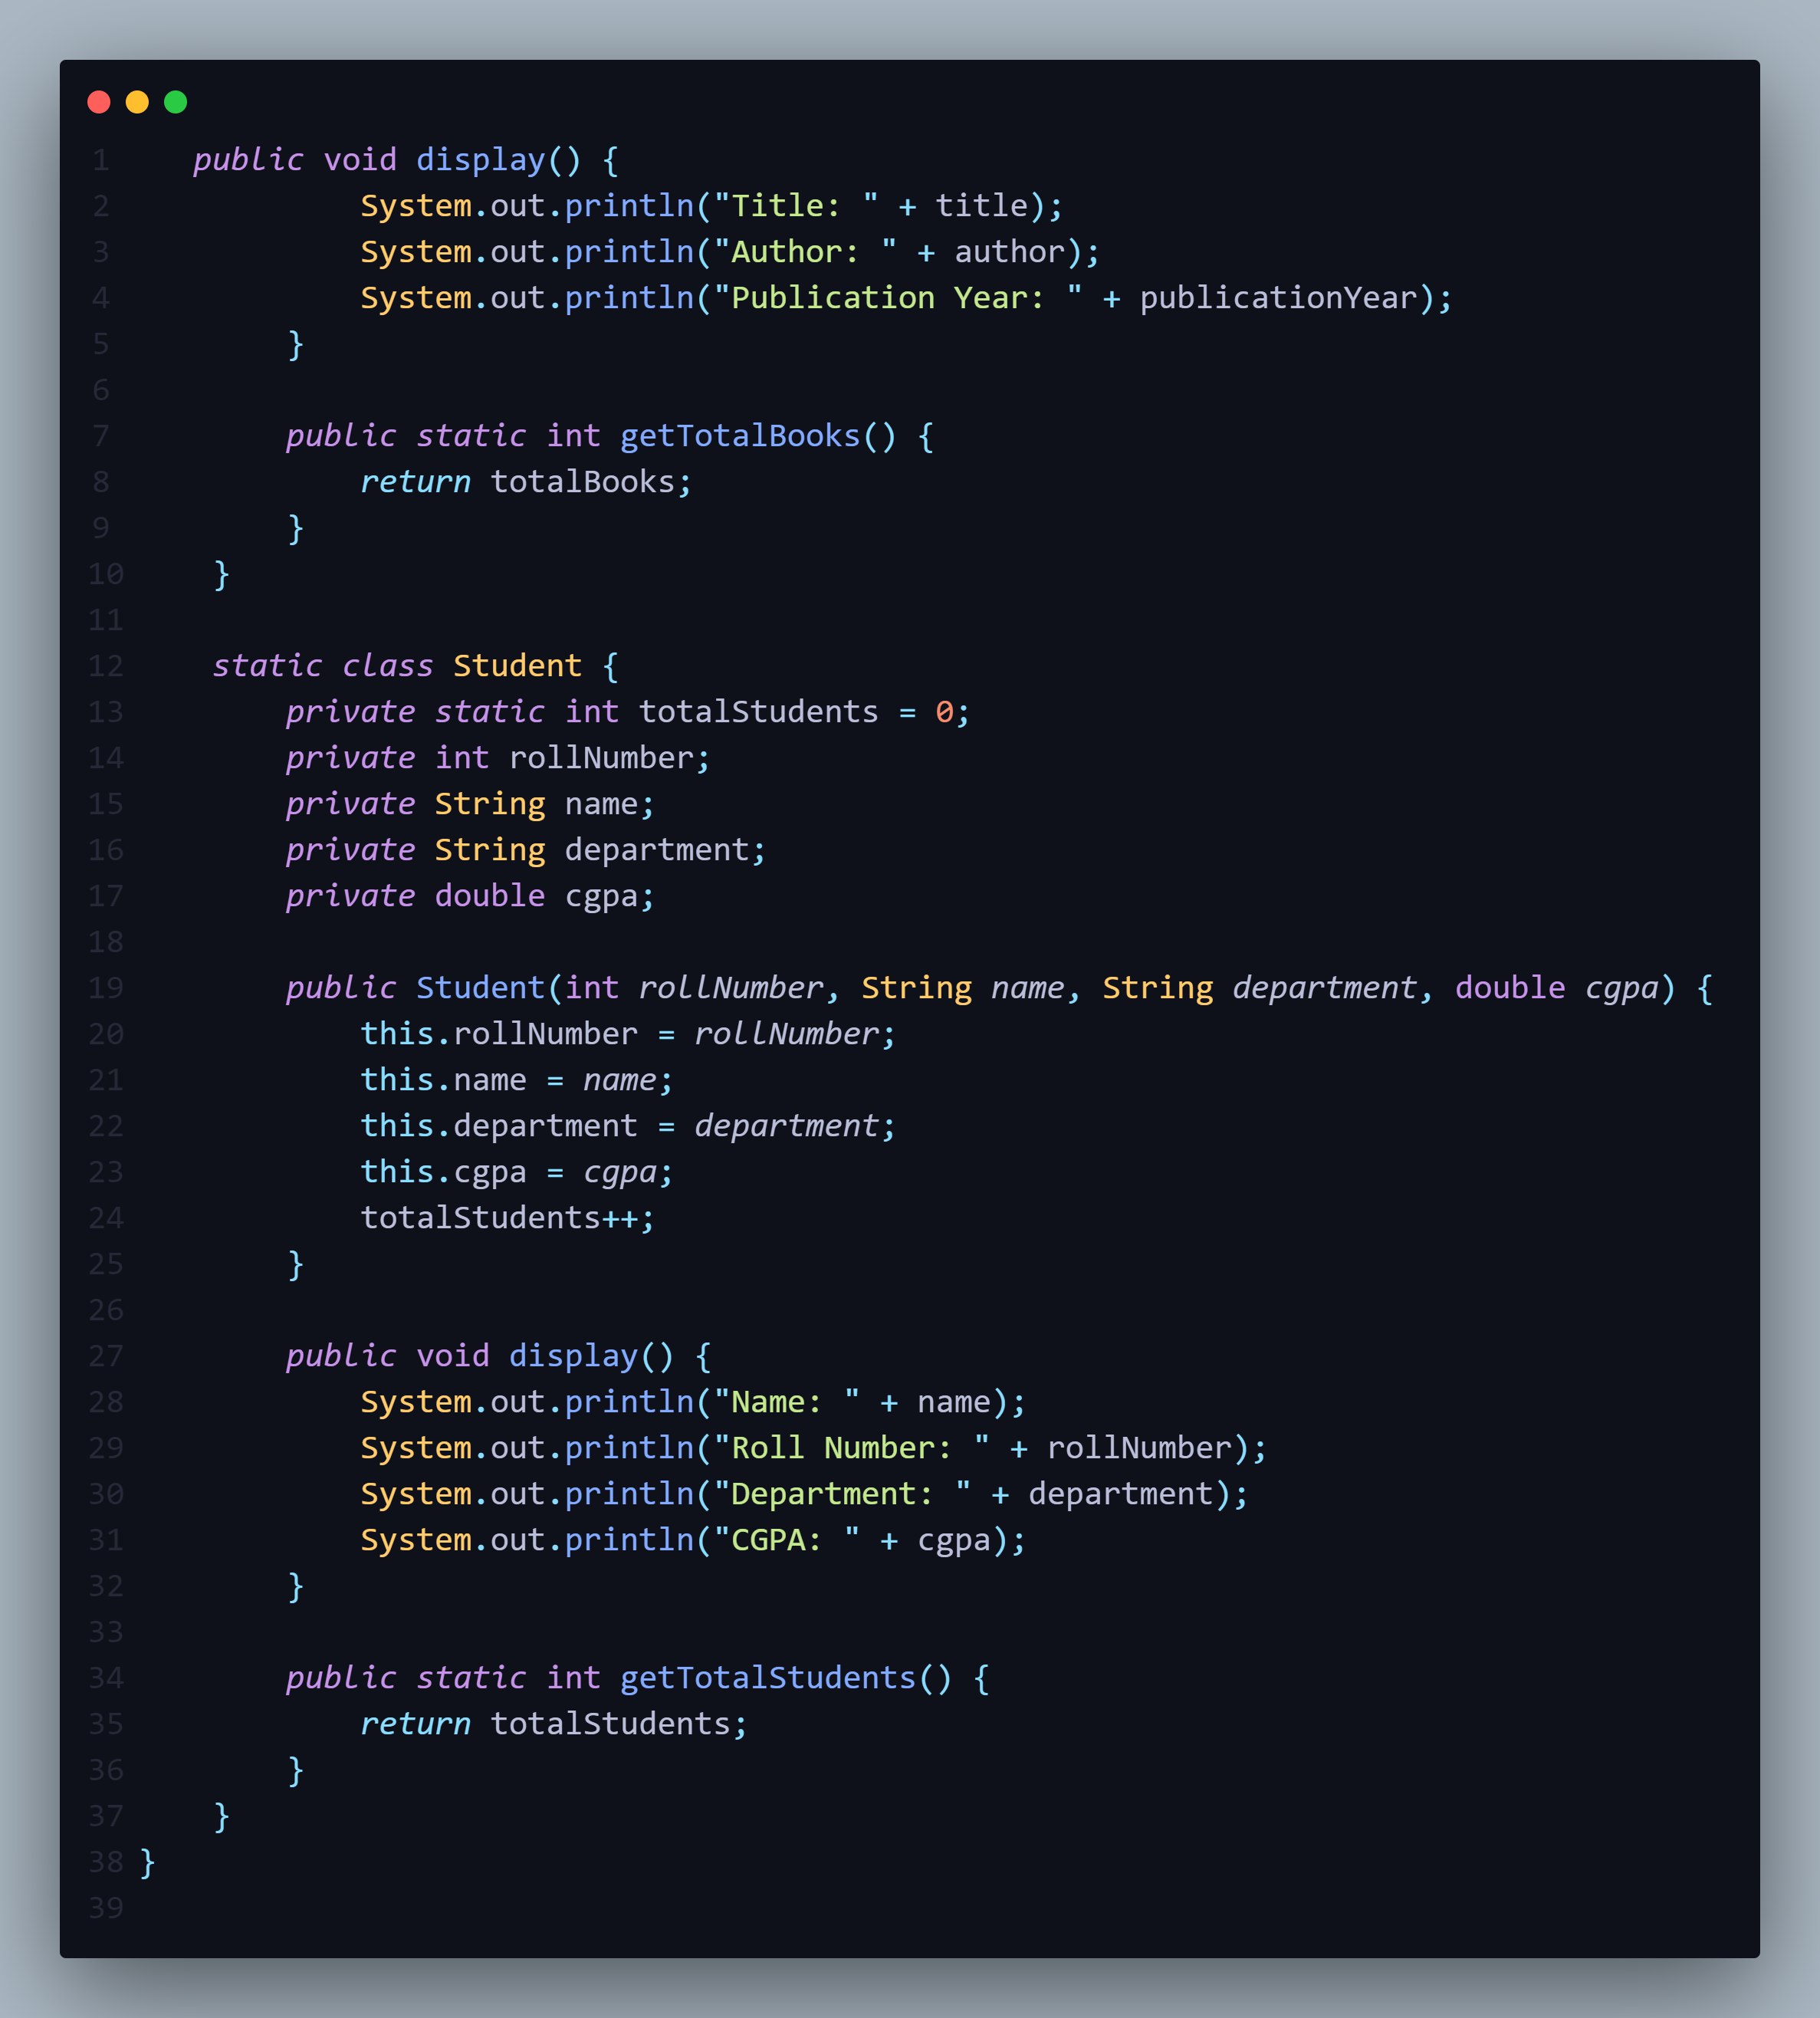 1    public void display() {
2            System.out.println("Title: " + title);
3            System.out.println("Author: " + author);
4            System.out.println("Publication Year: " + publicationYear);
5        }
6
7        public static int getTotalBooks() {
8            return totalBooks;
9        }
10    }
11
12    static class Student {
13        private static int totalStudents = 0;
14        private int rollNumber;
15        private String name;
16        private String department;
17        private double cgpa;
18
19        public Student(int rollNumber, String name, String department, double cgpa) {
20            this.rollNumber = rollNumber;
21            this.name = name;
22            this.department = department;
23            this.cgpa = cgpa;
24            totalStudents++;
25        }
26
27        public void display() {
28            System.out.println("Name: " + name);
29            System.out.println("Roll Number: " + rollNumber);
30            System.out.println("Department: " + department);
31            System.out.println("CGPA: " + cgpa);
32        }
33
34        public static int getTotalStudents() {
35            return totalStudents;
36        }
37    }
38 }
39